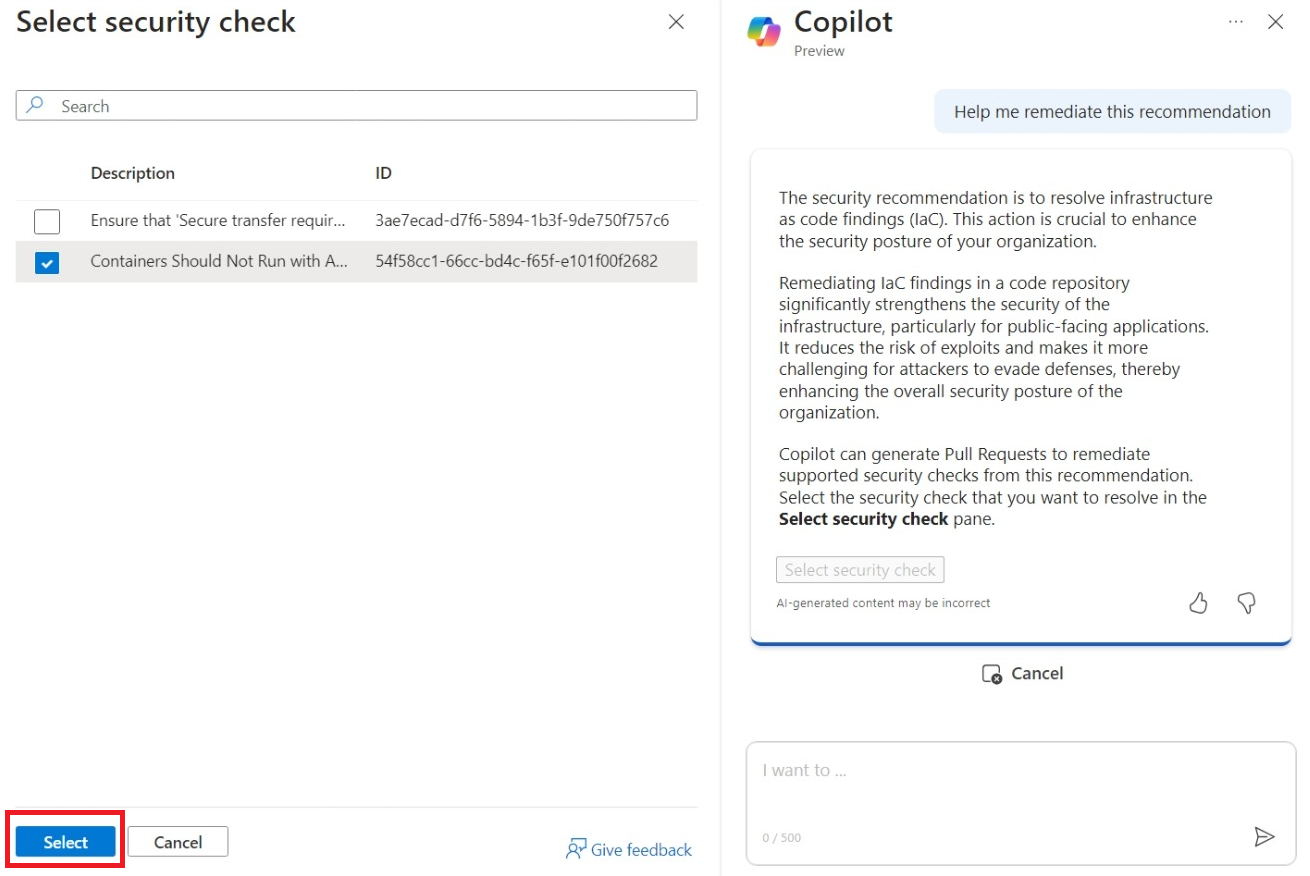 Select security check
Search
Description ID
Ensure that 'Secure transfer requir... 3ae7ecad-d7f6-5894-1b3f-9de750f757c6
Containers Should Not Run with A... 54f58cc1-66cc-bd4c-f65f-e101f00f2682
Select
Cancel
Give feedback
Copilot
Preview
Help me remediate this recommendation
The security recommendation is to resolve infrastructure
as code findings (IaC). This action is crucial to enhance
the security posture of your organization.
Remediating IaC findings in a code repository
significantly strengthens the security of the
infrastructure, particularly for public-facing applications.
It reduces the risk of exploits and makes it more
challenging for attackers to evade defenses, thereby
enhancing the overall security posture of the
organization.
Copilot can generate Pull Requests to remediate
supported security checks from this recommendation.
Select the security check that you want to resolve in the
Select security check pane.
Select security check
AI-generated content may be incorrect
Cancel
I want to ...
0 / 500